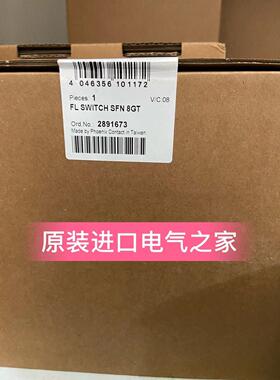 4 046356 101172
Pieces: 1 V/C.08
FL SWITCH SFN 8GT
Ord.No.: 2891673
Made by Phoenix Contact in Taiwan.
原装进口电气之家